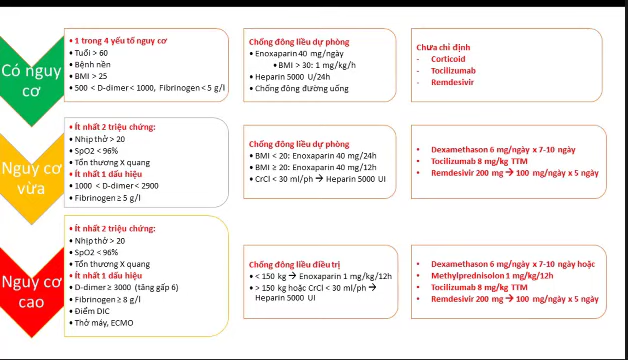 Có nguy
cơ
• 1 trong 4 yếu tố nguy cơ
• Tuổi > 60
• Bệnh nền
• BMI > 25
• 500 < D-dimer < 1000, Fibrinogen < 5 g/l
Chống đông liều dự phòng
• Enoxaparin 40 mg/ngày
• BMI > 30: 1 mg/kg/h
• Heparin 5000 U/24h
• Chống đông đường uống
Chưa chỉ định
- Corticoid
- Tocilizumab
- Remdesivir
Nguy cơ
vừa
• Ít nhất 2 triệu chứng:
• Nhịp thở > 20
• SpO2 < 96%
• Tổn thương X quang
• Ít nhất 1 dấu hiệu
• 1000 < D-dimer < 2900
• Fibrinogen ≥ 5 g/l
Chống đông liều dự phòng
• BMI < 20: Enoxaparin 40 mg/24h
• BMI ≥ 20: Enoxaparin 40 mg/12h
• CrCl < 30 ml/ph → Heparin 5000 UI
• Dexamethason 6 mg/ngày x 7-10 ngày
• Tocilizumab 8 mg/kg TTM
• Remdesivir 200 mg → 100 mg/ngày x 5 ngày
Nguy cơ
cao
• Ít nhất 2 triệu chứng:
• Nhịp thở > 20
• SpO2 < 96%
• Tổn thương X quang
• Ít nhất 1 dấu hiệu
• D-dimer ≥ 3000 (tăng gấp 6)
• Fibrinogen ≥ 8 g/l
• Điểm DIC
• Thở máy, ECMO
Chống đông liều điều trị
• < 150 kg → Enoxaparin 1 mg/kg/12h
• > 150 kg hoặc CrCl < 30 ml/ph →
Heparin 5000 UI
• Dexamethason 6 mg/ngày x 7-10 ngày hoặc
• Methylprednisolon 1 mg/kg/12h
• Tocilizumab 8 mg/kg TTM
• Remdesivir 200 mg → 100 mg/ngày x 5 ngày